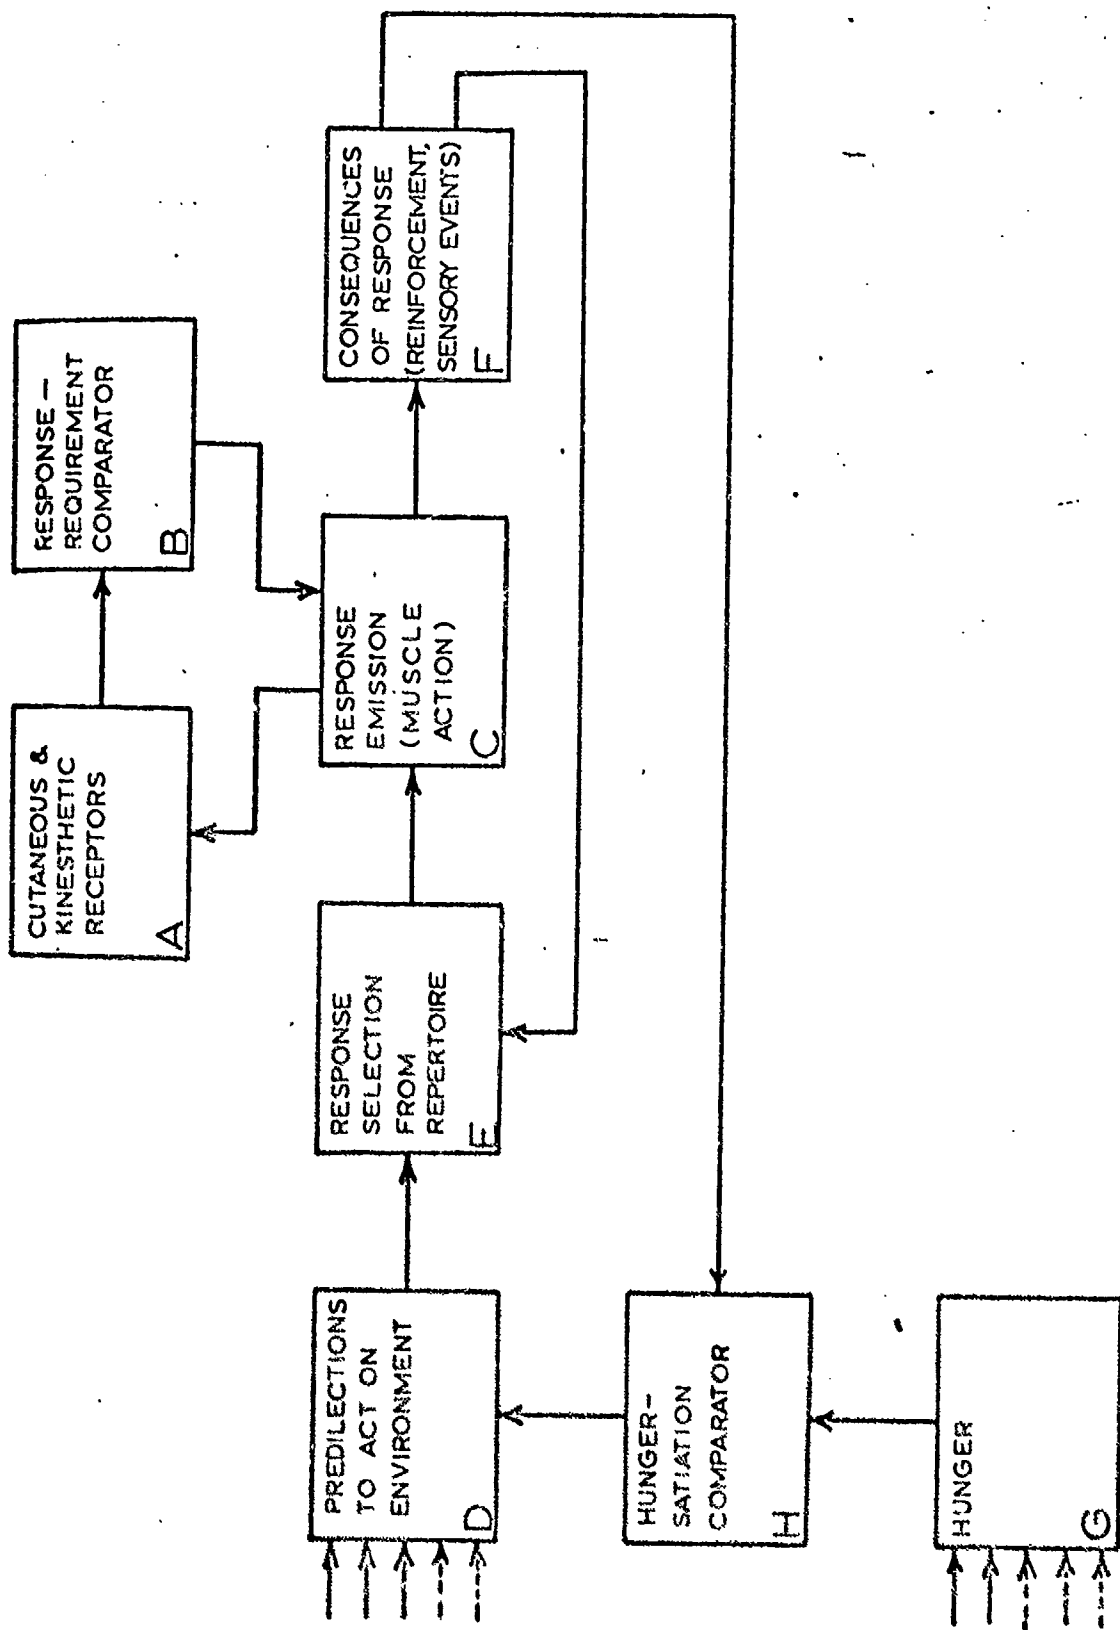 CUTANEOUS &
KINESTHETIC
RECEPTORS
A
RESPONSE –
REQUIREMENT
COMPARATOR
B
PREDILECTIONS
TO ACT ON
ENVIRONMENT
D
RESPONSE
SELECTION
FROM
REPERTOIRE
E
RESPONSE
EMISSION
(MUSCLE
ACTION)
C
CONSEQUENCES
OF RESPONSE
(REINFORCEMENT,
SENSORY EVENTS)
F
HUNGER-
SATIATION
COMPARATOR
H
HUNGER
G